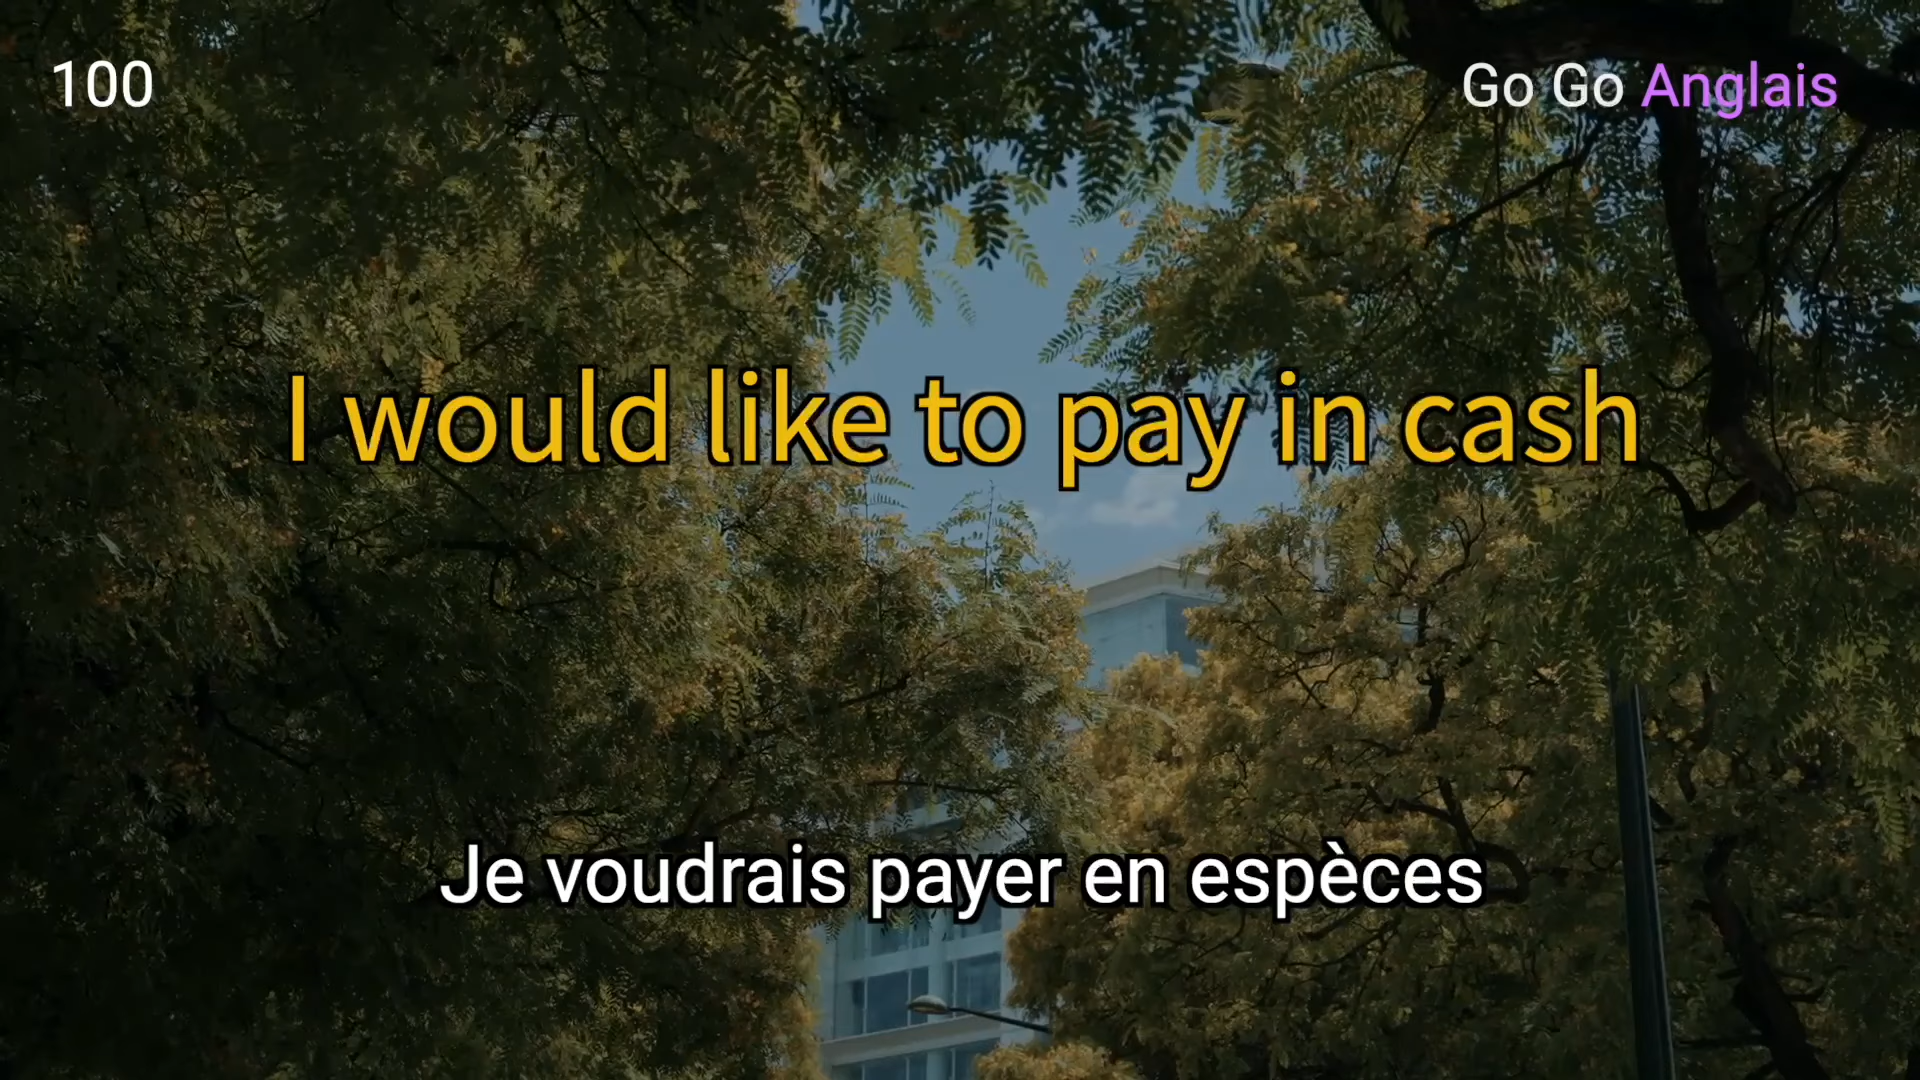 100
Go Go Anglais
I would like to pay in cash
Je voudrais payer en espèces